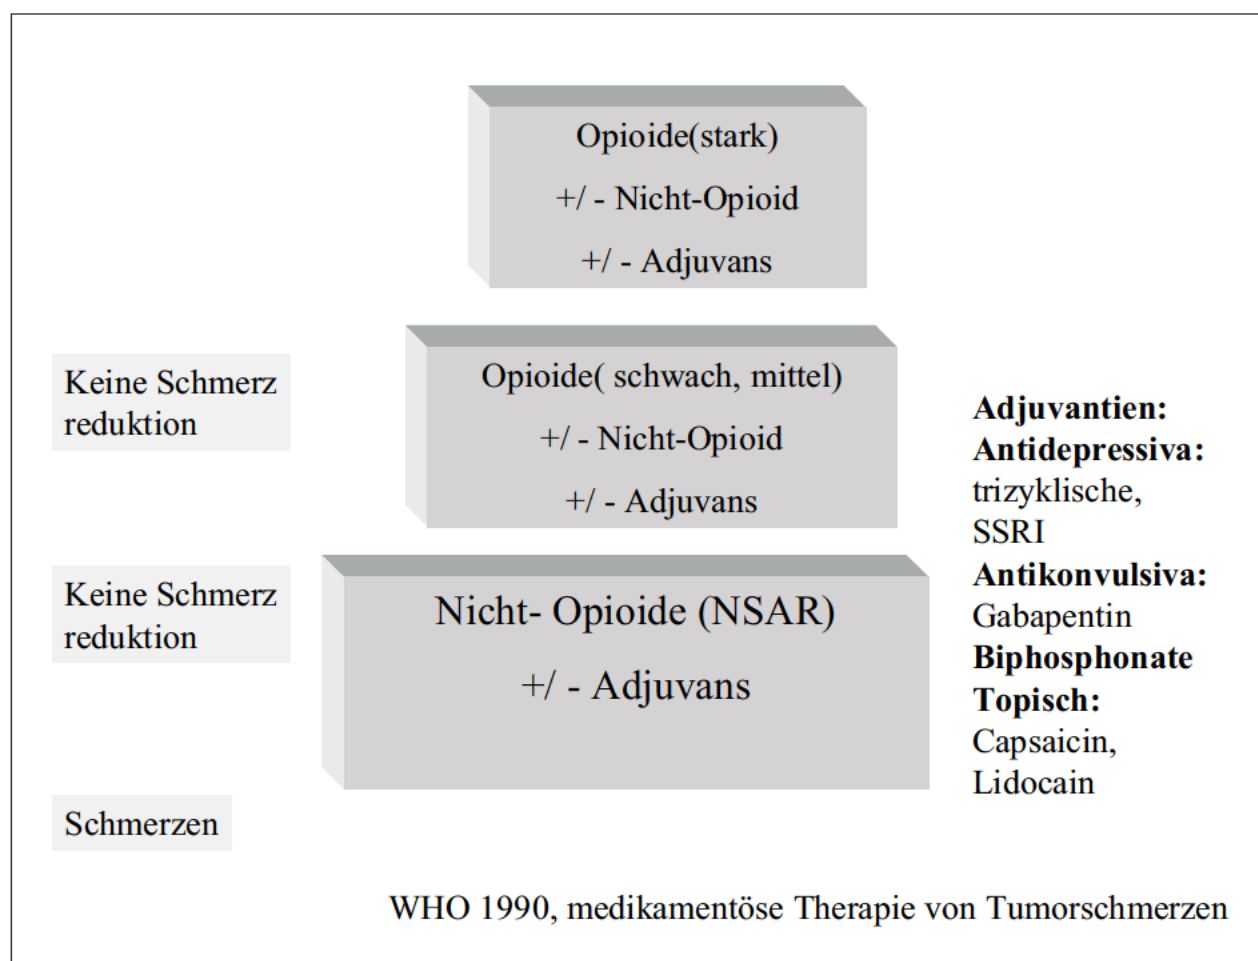 Opioide(stark)
+/ - Nicht-Opioid
+/ - Adjuvans
Keine Schmerz
reduktion
Opioide( schwach, mittel)
+/ - Nicht-Opioid
+/ - Adjuvans
Keine Schmerz
reduktion
Nicht- Opioide (NSAR)
+/ - Adjuvans
Schmerzen
Adjuvantien:
Antidepressiva:
trizyklische,
SSRI
Antikonvulsiva:
Gabapentin
Biphosphonate
Topisch:
Capsaicin,
Lidocain
WHO 1990, medikamentöse Therapie von Tumorschmerzen